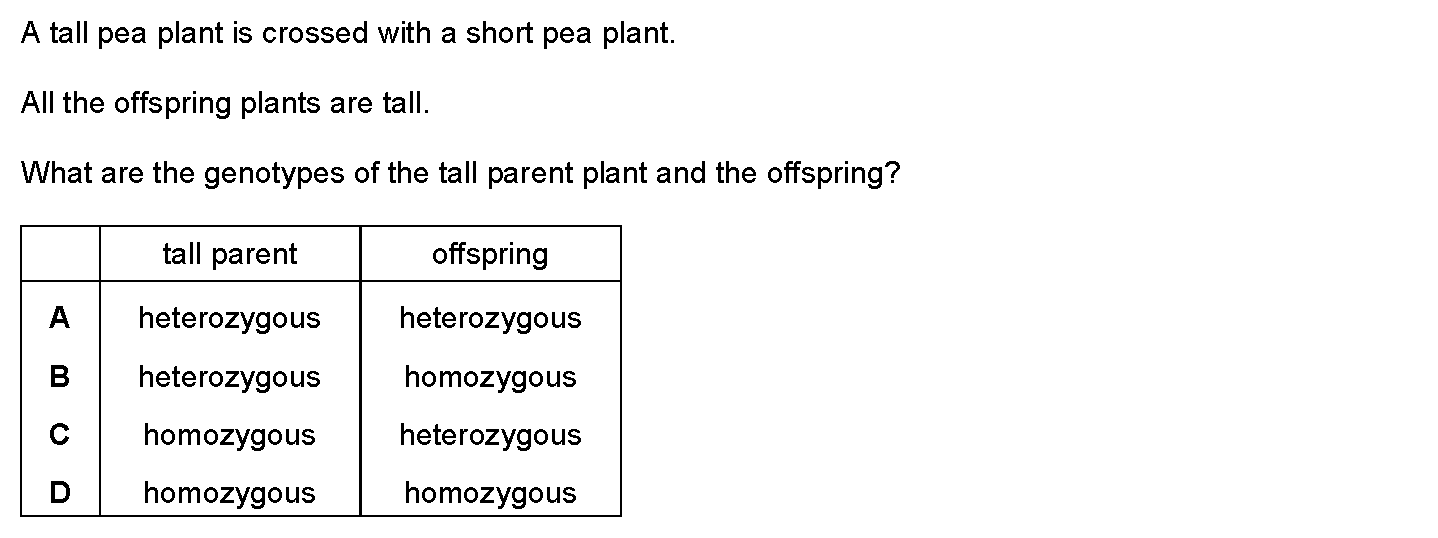 A tall pea plant is crossed with a short pea plant.
All the offspring plants are tall.
What are the genotypes of the tall parent plant and the offspring?
tall parent offspring
A heterozygous heterozygous
B heterozygous homozygous
C homozygous heterozygous
D homozygous homozygous